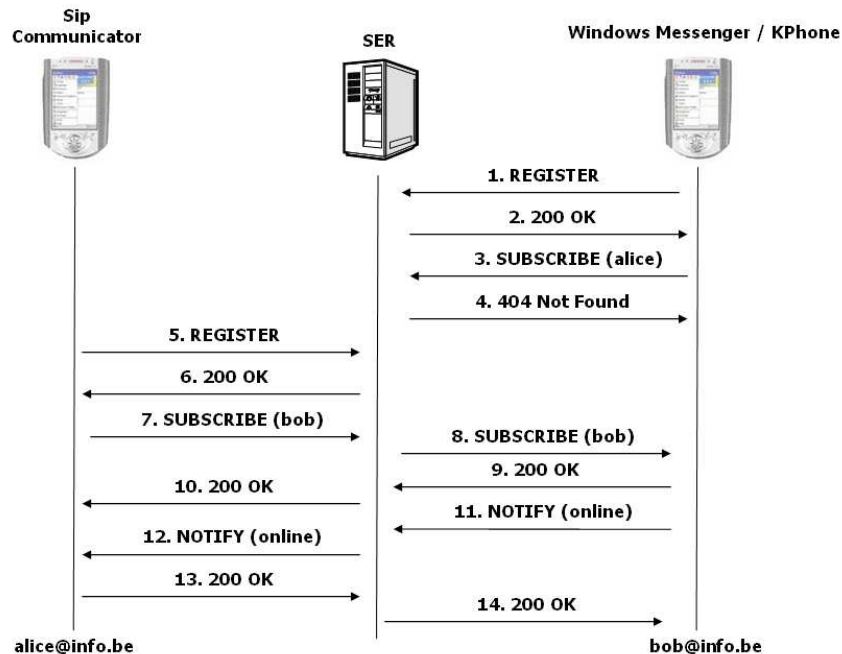 Sip
Communicator
SER
Windows Messenger / KPhone
1. REGISTER
2. 200 OK
3. SUBSCRIBE (alice)
4. 404 Not Found
5. REGISTER
6. 200 OK
7. SUBSCRIBE (bob)
8. SUBSCRIBE (bob)
9. 200 OK
10. 200 OK
11. NOTIFY (online)
12. NOTIFY (online)
13. 200 OK
14. 200 OK
alice@info.be
bob@info.be